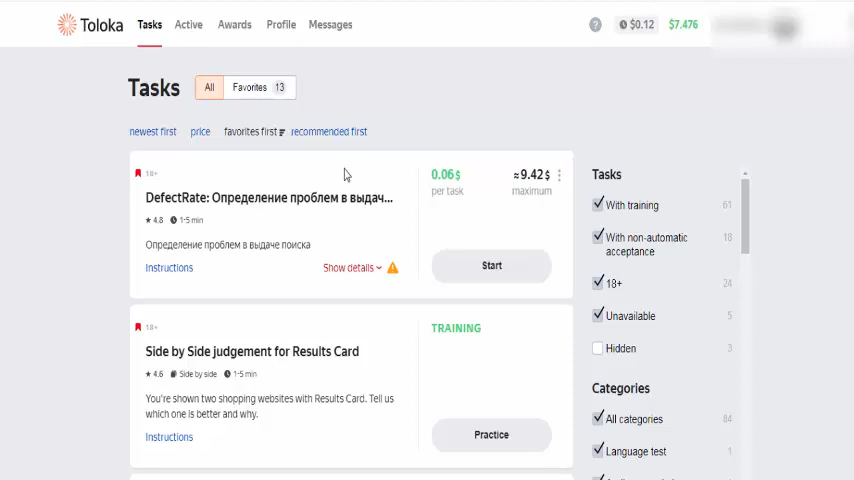 Toloka
Tasks Active Awards Profile Messages
? $0.12 $7.476
Tasks All Favorites 13
newest first price favorites first recommended first
18+
DefectRate: Определение проблем в выдач...
4.8 1-5 min
Определение проблем в выдаче поиска
Instructions Show details
0.06$ ≈9.42$
per task maximum
Start
18+
Side by Side judgement for Results Card
4.6 Side by side 1-5 min
You're shown two shopping websites with Results Card. Tell us
which one is better and why.
Instructions
TRAINING
Practice
Tasks
With training 61
With non-automatic 18
acceptance
18+ 24
Unavailable 5
Hidden 3
Categories
All categories 84
Language test 1